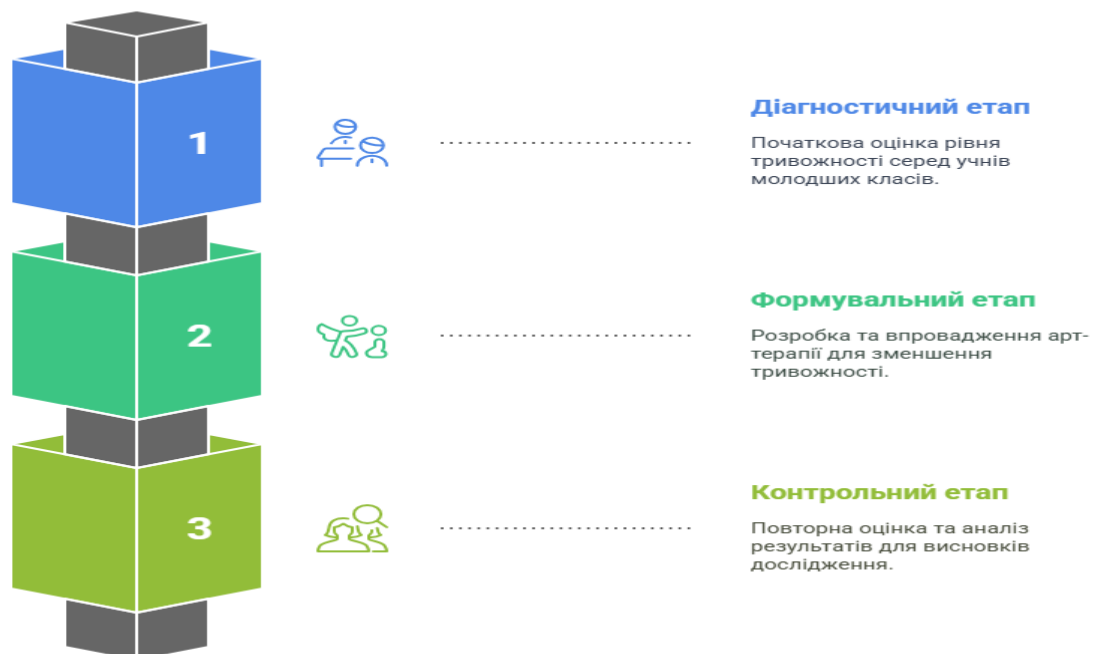 1
Діагностичний етап
Початкова оцінка рівня
тривожності серед учнів
молодших класів.
2
Формувальний етап
Розробка та впровадження арт-
терапії для зменшення
тривожності.
3
Контрольний етап
Повторна оцінка та аналіз
результатів для висновків
дослідження.